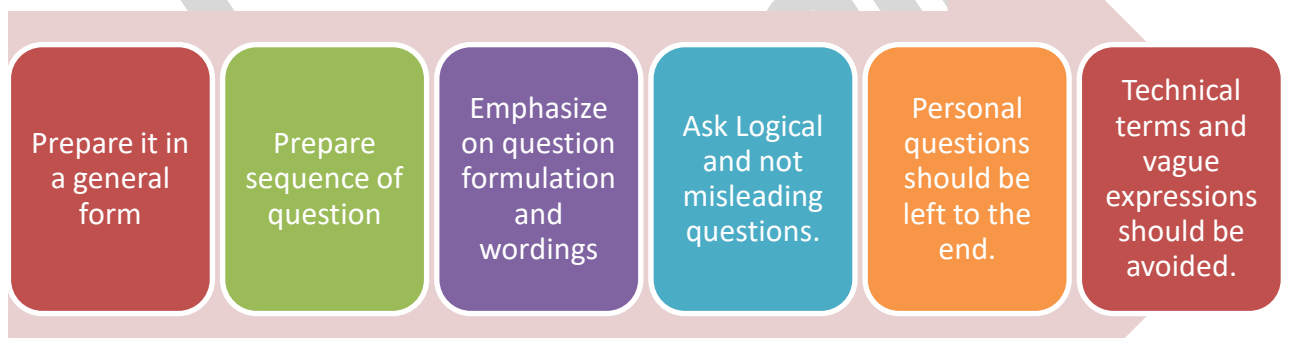 Prepare it in
a general
form
Prepare
sequence of
question
Emphasize
on question
formulation
and
wordings
Ask Logical
and not
misleading
questions.
Personal
questions
should be
left to the
end.
Technical
terms and
vague
expressions
should be
avoided.